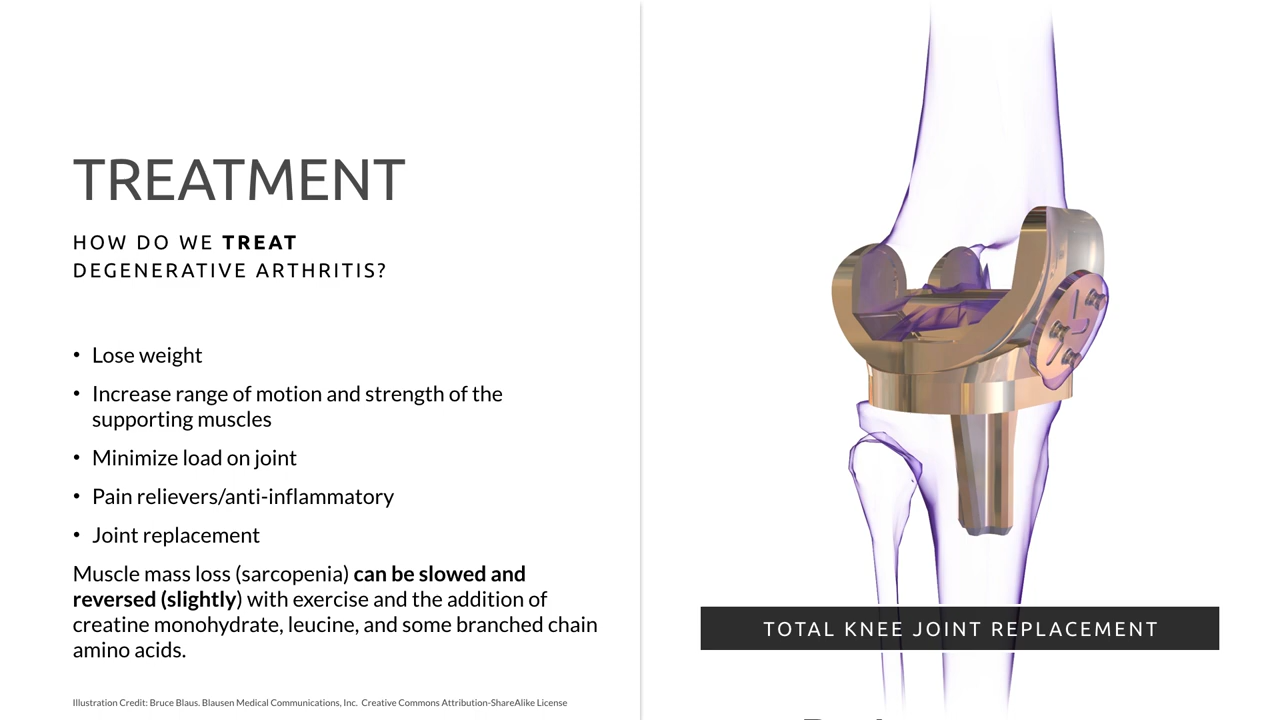 TREATMENT
HOW DO WE TREAT
DEGENERATIVE ARTHRITIS?
• Lose weight
• Increase range of motion and strength of the
supporting muscles
• Minimize load on joint
• Pain relievers/anti-inflammatory
• Joint replacement
Muscle mass loss (sarcopenia) can be slowed and
reversed (slightly) with exercise and the addition of
creatine monohydrate, leucine, and some branched chain
amino acids.
Illustration Credit: Bruce Blaus. Blausen Medical Communications, Inc.  Creative Commons Attribution-ShareAlike License
TOTAL KNEE JOINT REPLACEMENT